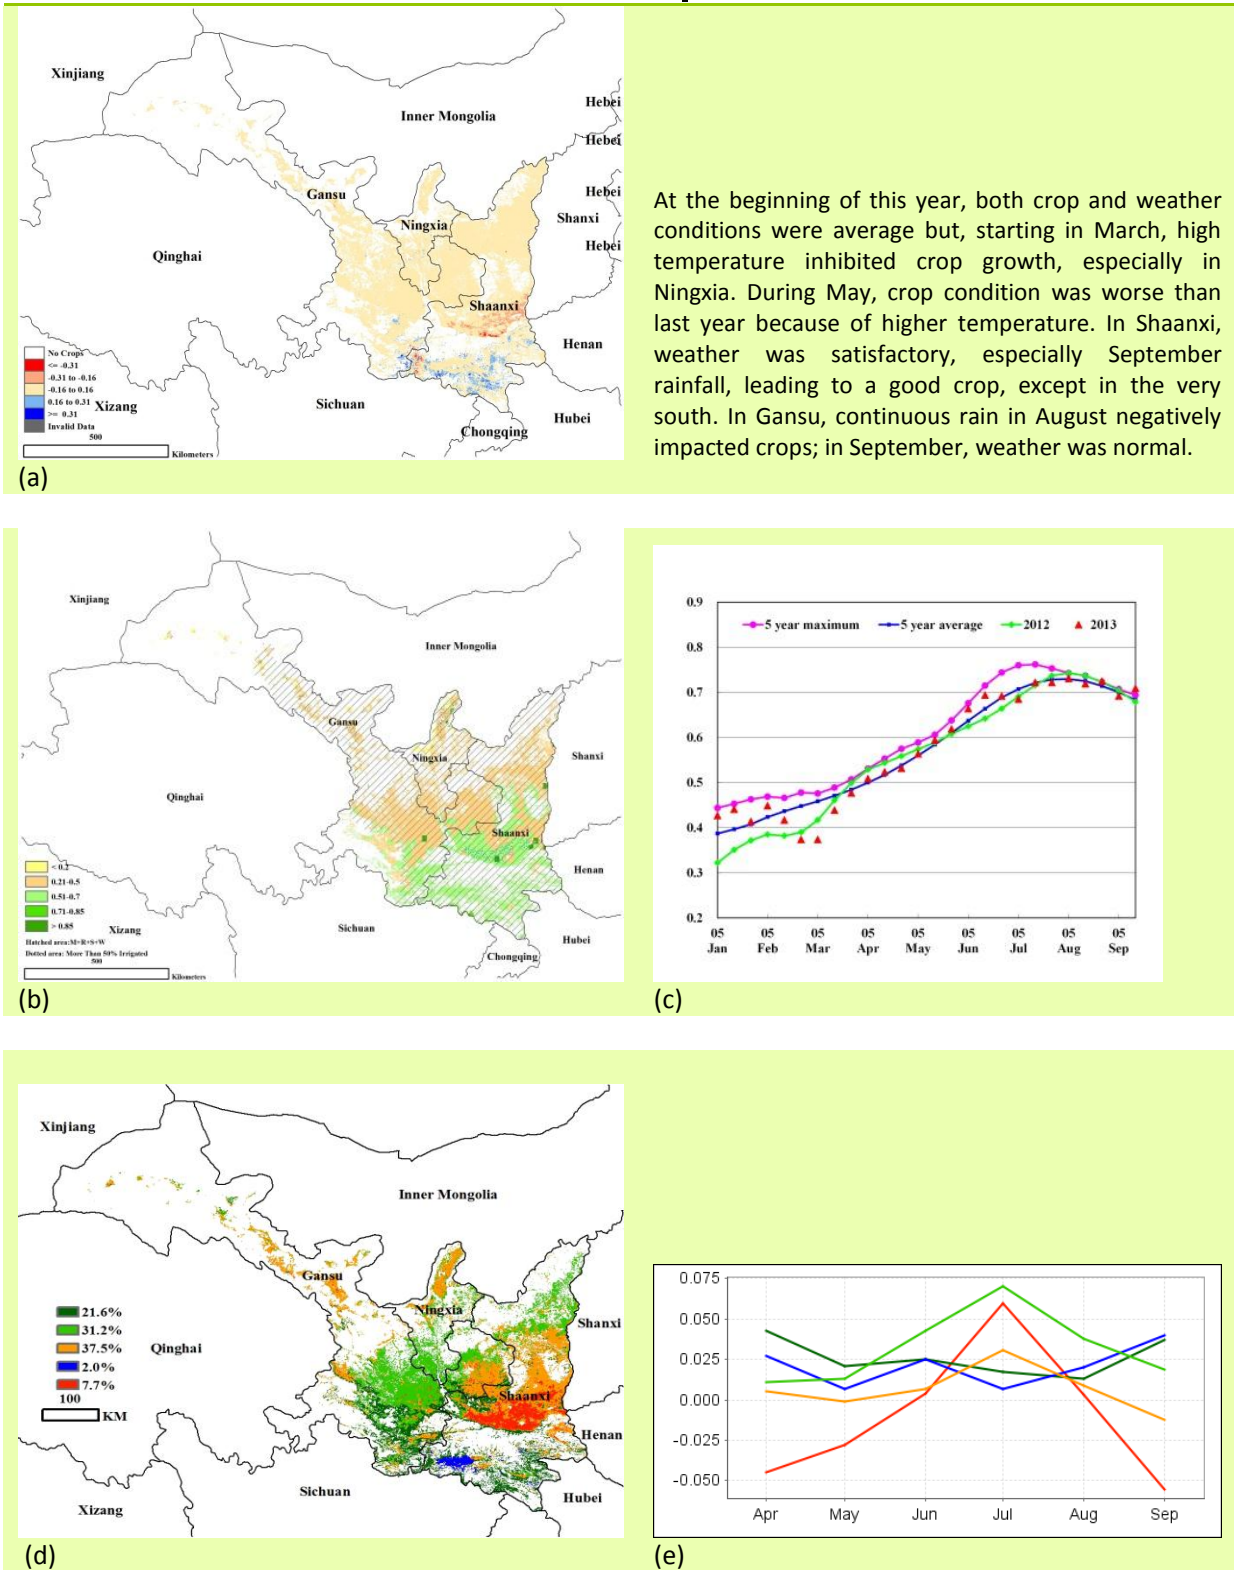 Xinjiang
Inner Mongolia
Hebei
Hebei
Hebei
Gansu
Shanxi
Ningxia
Hebei
Qinghai
Shaanxi
Henan
No Crops
<= -0.31
-0.31 to -0.16
-0.16 to 0.16
0.16 to 0.31
>= 0.31
Invalid Data
Xizang
Sichuan
Hubei
Chongqing
500
Kilometers
(a)
At the beginning of this year, both crop and weather
conditions were average but, starting in March, high
temperature inhibited crop growth, especially in
Ningxia. During May, crop condition was worse than
last year because of higher temperature. In Shaanxi,
weather was satisfactory, especially September
rainfall, leading to a good crop, except in the very
south. In Gansu, continuous rain in August negatively
impacted crops; in September, weather was normal.
Xinjiang
Inner Mongolia
Gansu
Ningxia
Shanxi
Qinghai
Shaanxi
Henan
< 0.2
0.21-0.5
0.51-0.7
0.71-0.85
> 0.85
Xizang
Sichuan
Hubei
Chongqing
Hatched area:M+R+S+W
Dotted area: More Than 50% Irrigated
500
Kilometers
(b)
0.9
0.8
0.7
0.6
0.5
0.4
0.3
0.2
5 year maximum 5 year average 2012 2013
05 05 05 05 05 05 05 05 05
Jan Feb Mar Apr May Jun Jul Aug Sep
(c)
Xinjiang
Inner Mongolia
Gansu
Ningxia
Shanxi
Qinghai
21.6%
31.2%
37.5%
2.0%
7.7%
100
KM
Shaanxi
Henan
Sichuan
Hubei
Xizang
(d)
0.075
0.050
0.025
0.000
-0.025
-0.050
Apr May Jun Jul Aug Sep
(e)